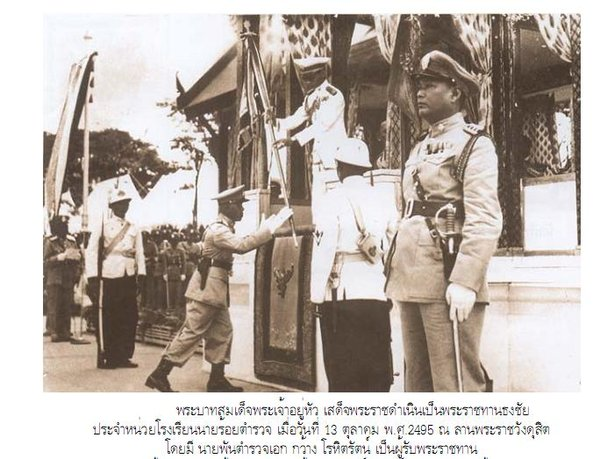 พระบาทสมเด็จพระเจ้าอยู่หัว เสด็จพระราชดำเนินเป็นพระราชทานธงชัย
ประจำหน่วยโรงเรียนนายร้อยตำรวจ เมื่อวันที่ 13 ตุลาคม พ.ศ.2495 ณ ลานพระราชวังดุสิต
โดยมี นายพันตำรวจเอก กว้าง โรหิตรัตน์ เป็นผู้รับพระราชทาน